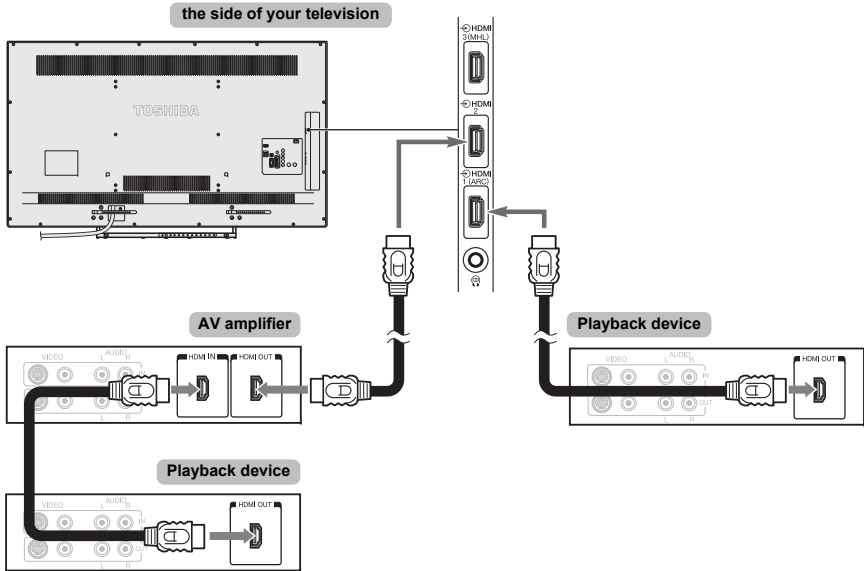 the side of your television
HDMI
3(MHL)
TOSHIBA
HDMI
2
HDMI
1 (ARC)
AV amplifier
VIDEO
AUDIO
L R
IN
L R
HDMI IN
HDMI OUT
Playback device
VIDEO
AUDIO
L R
IN
OUT
L R
HDMI OUT
Playback device
VIDEO
AUDIO
L R
IN
OUT
L R
HDMI OUT